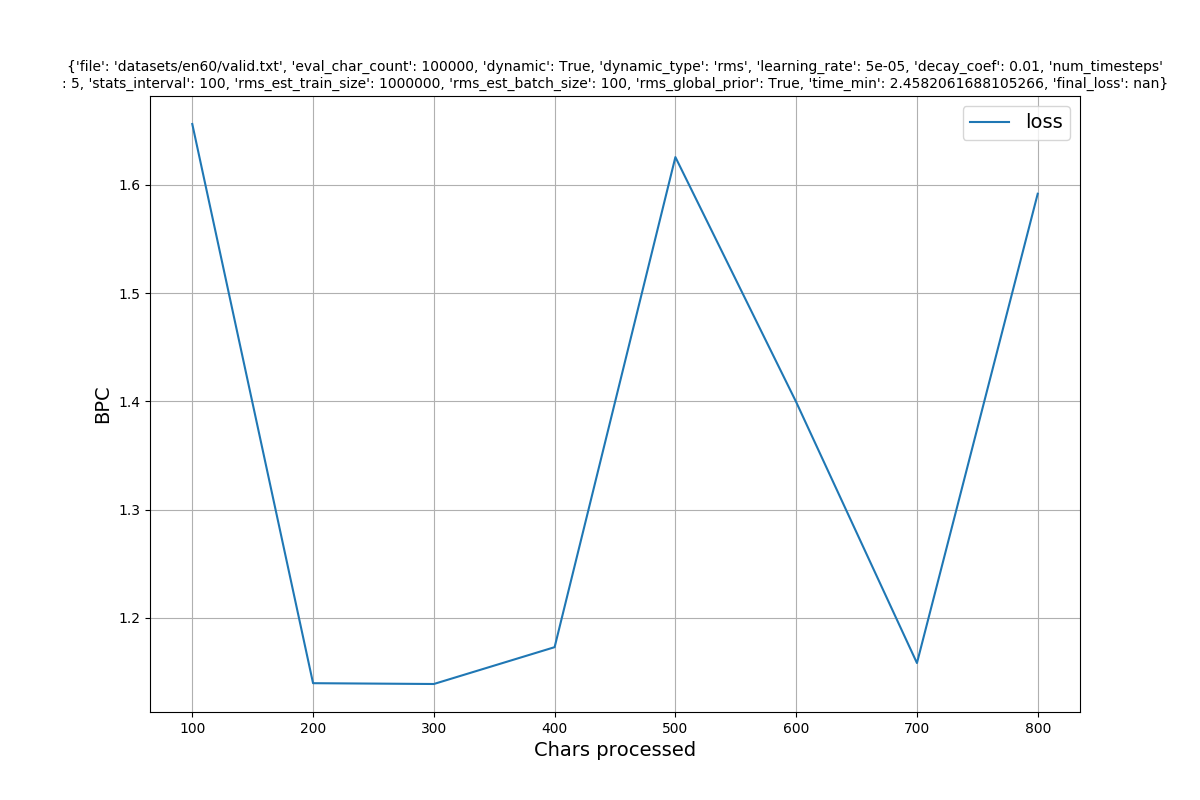 {'file': 'datasets/en60/valid.txt', 'eval_char_count': 100000, 'dynamic': True, 'dynamic_type': 'rms', 'learning_rate': 5e-05, 'decay_coef': 0.01, 'num_timesteps'
: 5, 'stats_interval': 100, 'rms_est_train_size': 1000000, 'rms_est_batch_size': 100, 'rms_global_prior': True, 'time_min': 2.4582061688105266, 'final_loss': nan}
loss
1.6
1.5
1.4
1.3
1.2
BPC
100 200 300 400 500 600 700 800
Chars processed